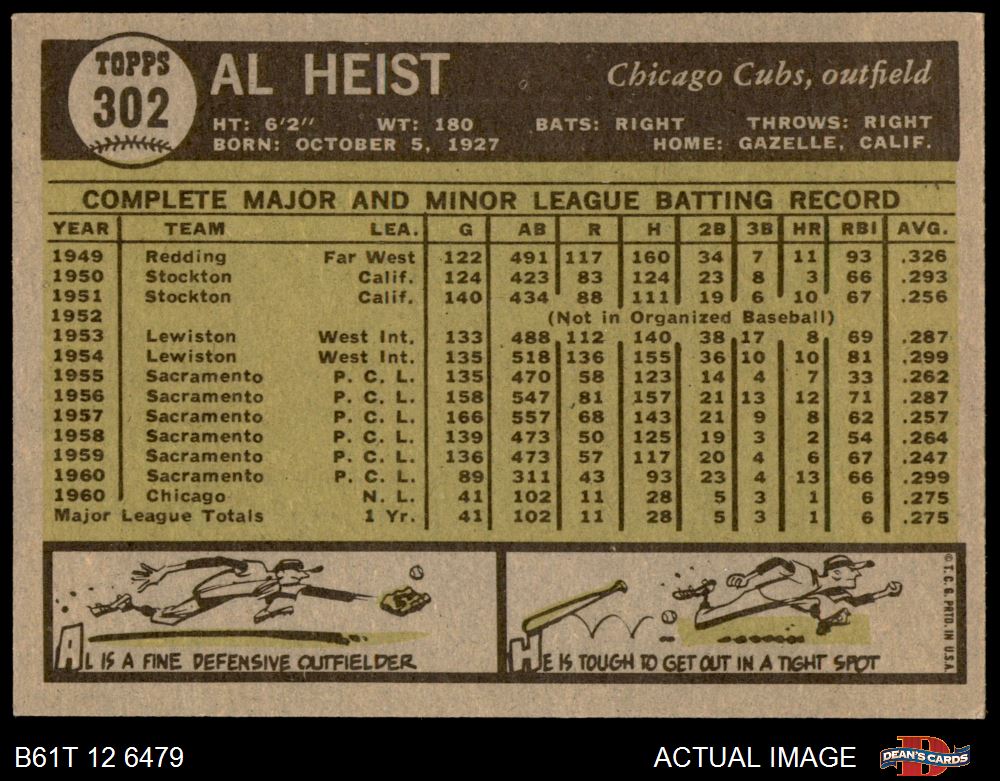 TOPPS
302
AL HEIST
Chicago Cubs, outfield
HT: 6'2" WT: 180 BATS: RIGHT THROWS: RIGHT
BORN: OCTOBER 5, 1927 HOME: GAZELLE, CALIF.
COMPLETE MAJOR AND MINOR LEAGUE BATTING RECORD
YEAR TEAM LEA. G AB R H 2B 3B HR RBI AVG.
1949 Redding Far West 122 491 117 160 34 7 11 93 .326
1950 Stockton Calif. 124 423 83 124 23 8 3 66 .293
1951 Stockton Calif. 140 434 88 111 19 6 10 67 .256
1952 (Not in Organized Baseball)
1953 Lewiston West Int. 133 488 112 140 38 17 8 69 .287
1954 Lewiston West Int. 135 518 136 155 36 10 10 81 .299
1955 Sacramento P. C. L. 135 470 58 123 14 4 7 33 .262
1956 Sacramento P. C. L. 158 547 81 157 21 13 12 71 .287
1957 Sacramento P. C. L. 166 557 68 143 21 9 8 62 .257
1958 Sacramento P. C. L. 139 473 50 125 19 3 2 54 .264
1959 Sacramento P. C. L. 136 473 57 117 20 4 6 67 .247
1960 Sacramento P. C. L. 89 311 43 93 23 4 13 66 .299
1960 Chicago N. L. 41 102 11 28 5 3 1 6 .275
Major League Totals 1 Yr. 41 102 11 28 5 3 1 6 .275
AL IS A FINE DEFENSIVE OUTFIELDER
HE IS TOUGH TO GET OUT IN A TIGHT SPOT
© T. C. G. PRTD. IN U.S.A.
B61T 12 6479
ACTUAL IMAGE
DEAN'S CARDS